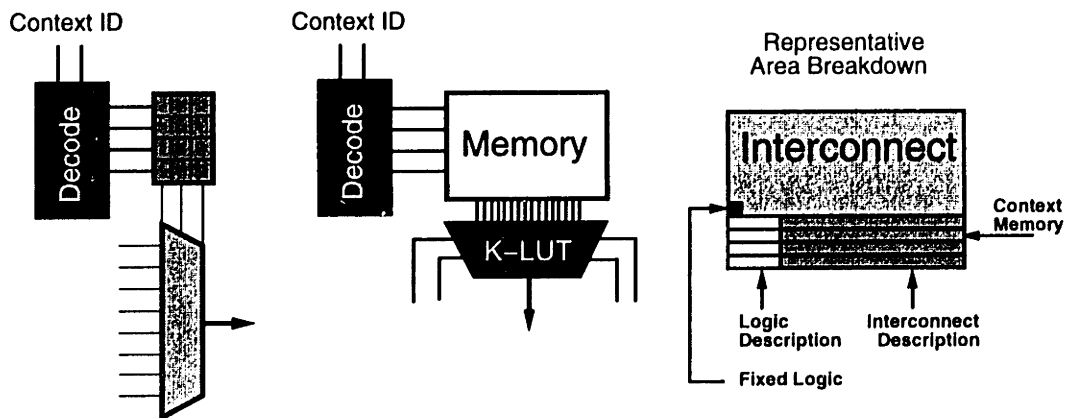 Context ID
Decode
Context ID
Decode
Memory
K-LUT
Representative
Area Breakdown
Interconnect
Context
Memory
Logic
Description
Interconnect
Description
Fixed Logic